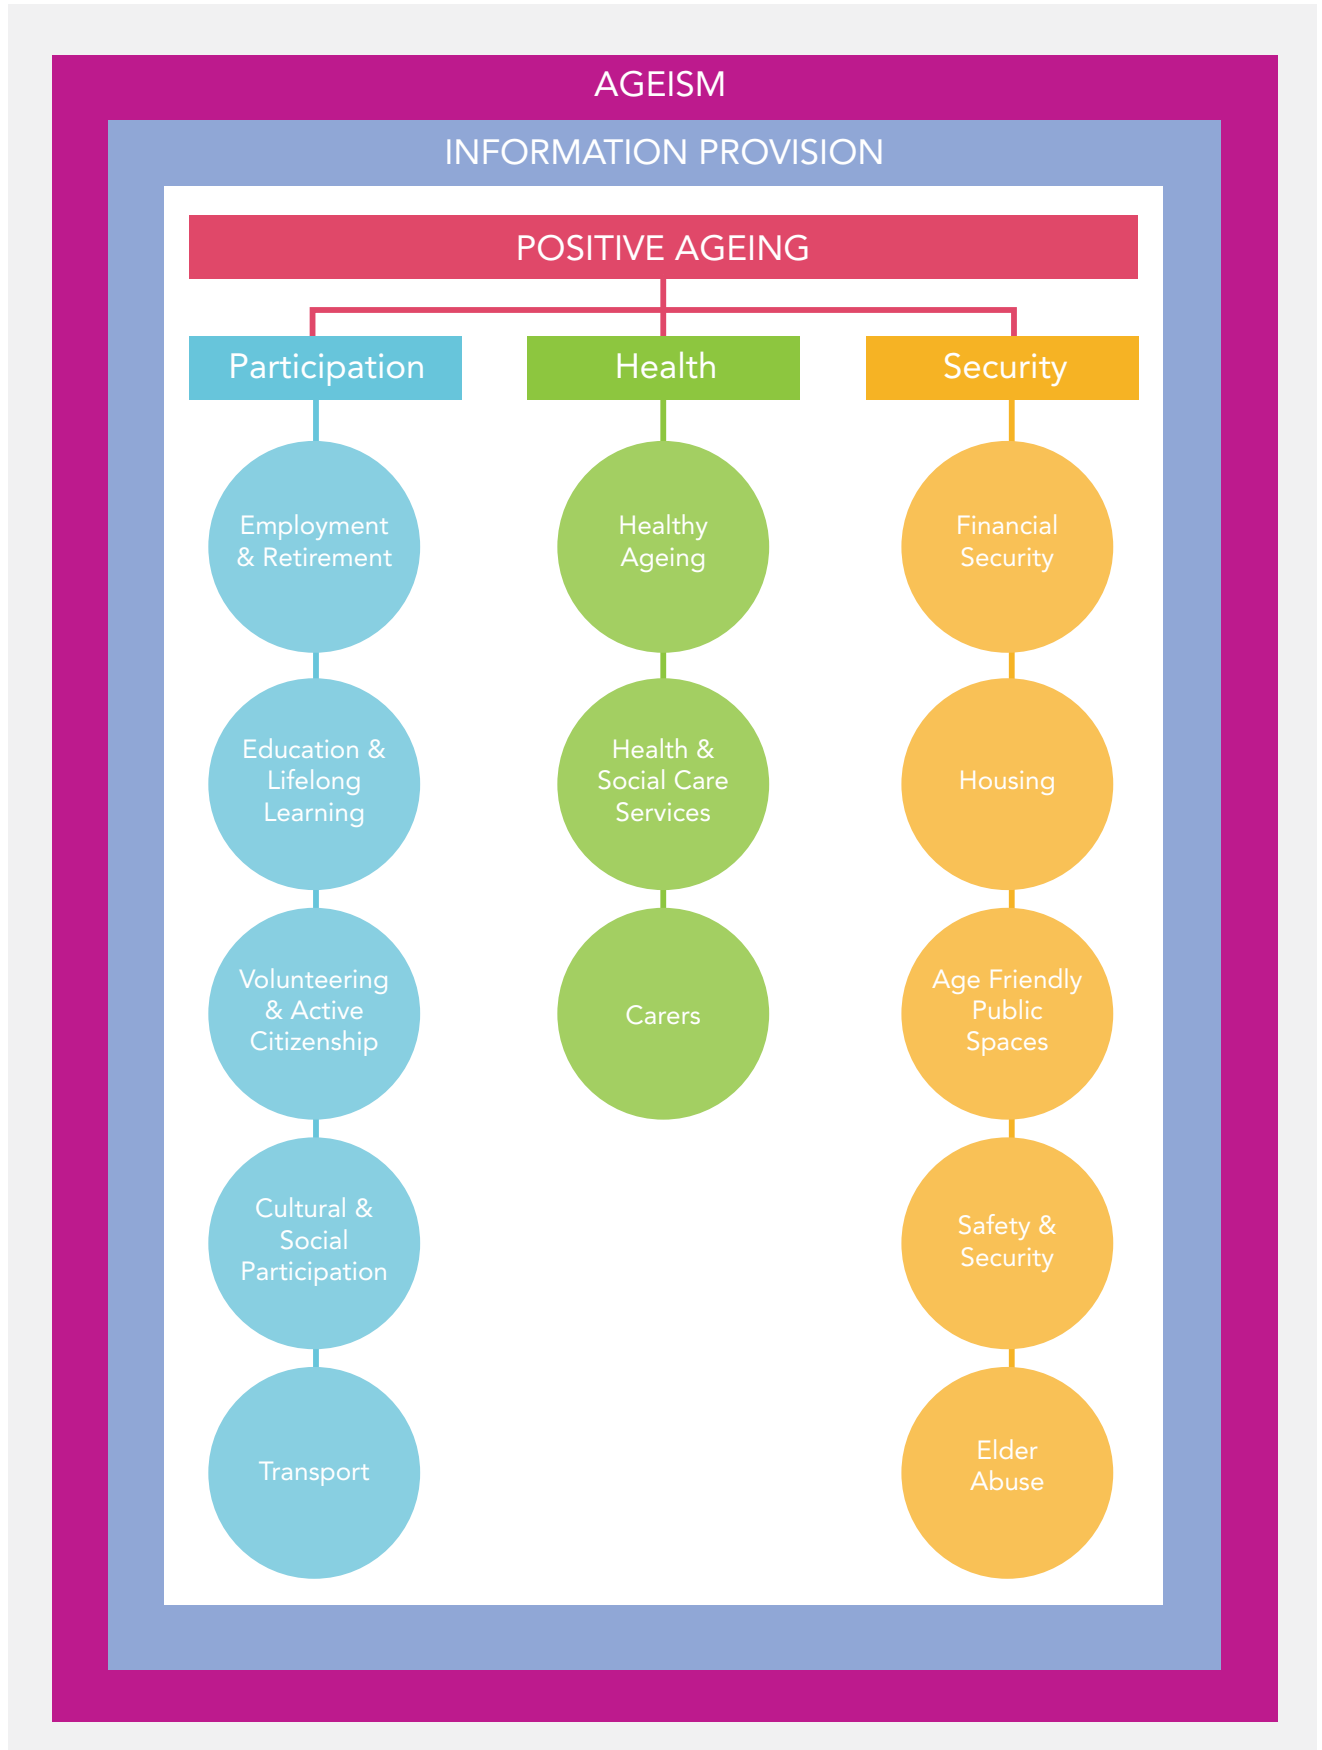 AGEISM
INFORMATION PROVISION
POSITIVE AGEING
Participation
Employment
& Retirement
Education &
Lifelong
Learning
Volunteering
& Active
Citizenship
Cultural &
Social
Participation
Transport
Health
Healthy
Ageing
Health &
Social Care
Services
Carers
Security
Financial
Security
Housing
Age Friendly
Public
Spaces
Safety &
Security
Elder
Abuse